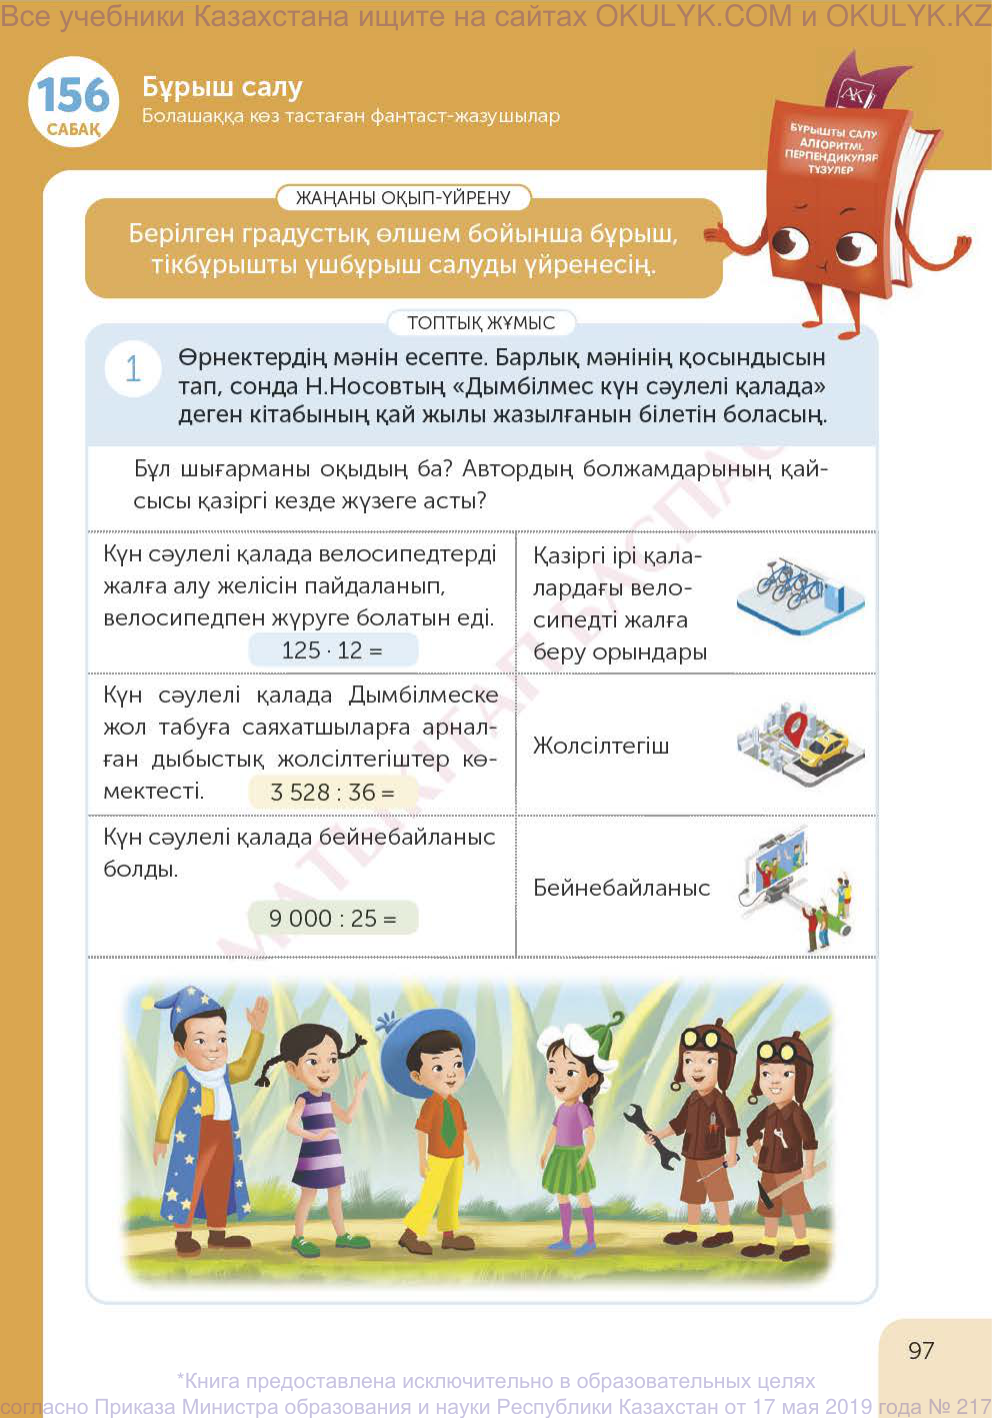 Все учебники Казахстана ищите на сайтах OKULYK.COM и OKULYK.KZ
156
САБАҚ
Бұрыш салу
Болашаққа көз тастаған фантаст-жазушылар
АК
БҰРЫШТЫ САЛУ
АЛГОРИТМІ,
ПЕРПЕНДИКУЛЯР
ТҮЗУЛЕР
ЖАҢАНЫ ОҚЫП-ҮЙРЕНУ
Берілген градустық өлшем бойынша бұрыш,
тікбұрышты үшбұрыш салуды үйренесің.
ТОПТЫҚ ЖҰМЫС
1
Өрнектердің мәнін есепте. Барлық мәнінің қосындысын
тап, сонда Н.Носовтың «Дымбілмес күн сәулелі қалада»
деген кітабының қай жылы жазылғанын білетін боласың.
Бұл шығарманы оқыдың ба? Автордың болжамдарының қай-
сысы қазіргі кезде жүзеге асты?
Күн сәулелі қалада велосипедтерді
жалға алу желісін пайдаланып,
велосипедпен жүруге болатын еді.
125 · 12 =
Қазіргі ірі қала-
лардағы вело-
сипедті жалға
беру орындары
Күн сәулелі қалада Дымбілмеске
жол табуға саяхатшыларға арнал-
ған дыбыстық жолсілтегіштер кө-
мектесті.
3 528 : 36 =
Жолсілтегіш
Күн сәулелі қалада бейнебайланыс
болды.
9 000 : 25 =
Бейнебайланыс
97
*Книга предоставлена исключительно в образовательных целях
согласно Приказа Министра образования и науки Республики Казахстан от 17 мая 2019 года № 217